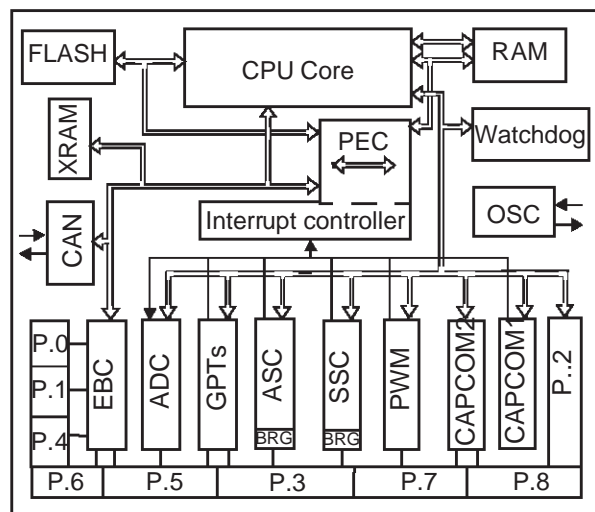 FLASH
CPU Core
RAM
XRAM
PEC
Watchdog
CAN
Interrupt controller
OSC
P.0
P.1
P.4
EBC
ADC
GPTs
ASC
BRG
SSC
BRG
PWM
CAPCOM2
CAPCOM1
P..2
P.6
P.5
P.3
P.7
P.8